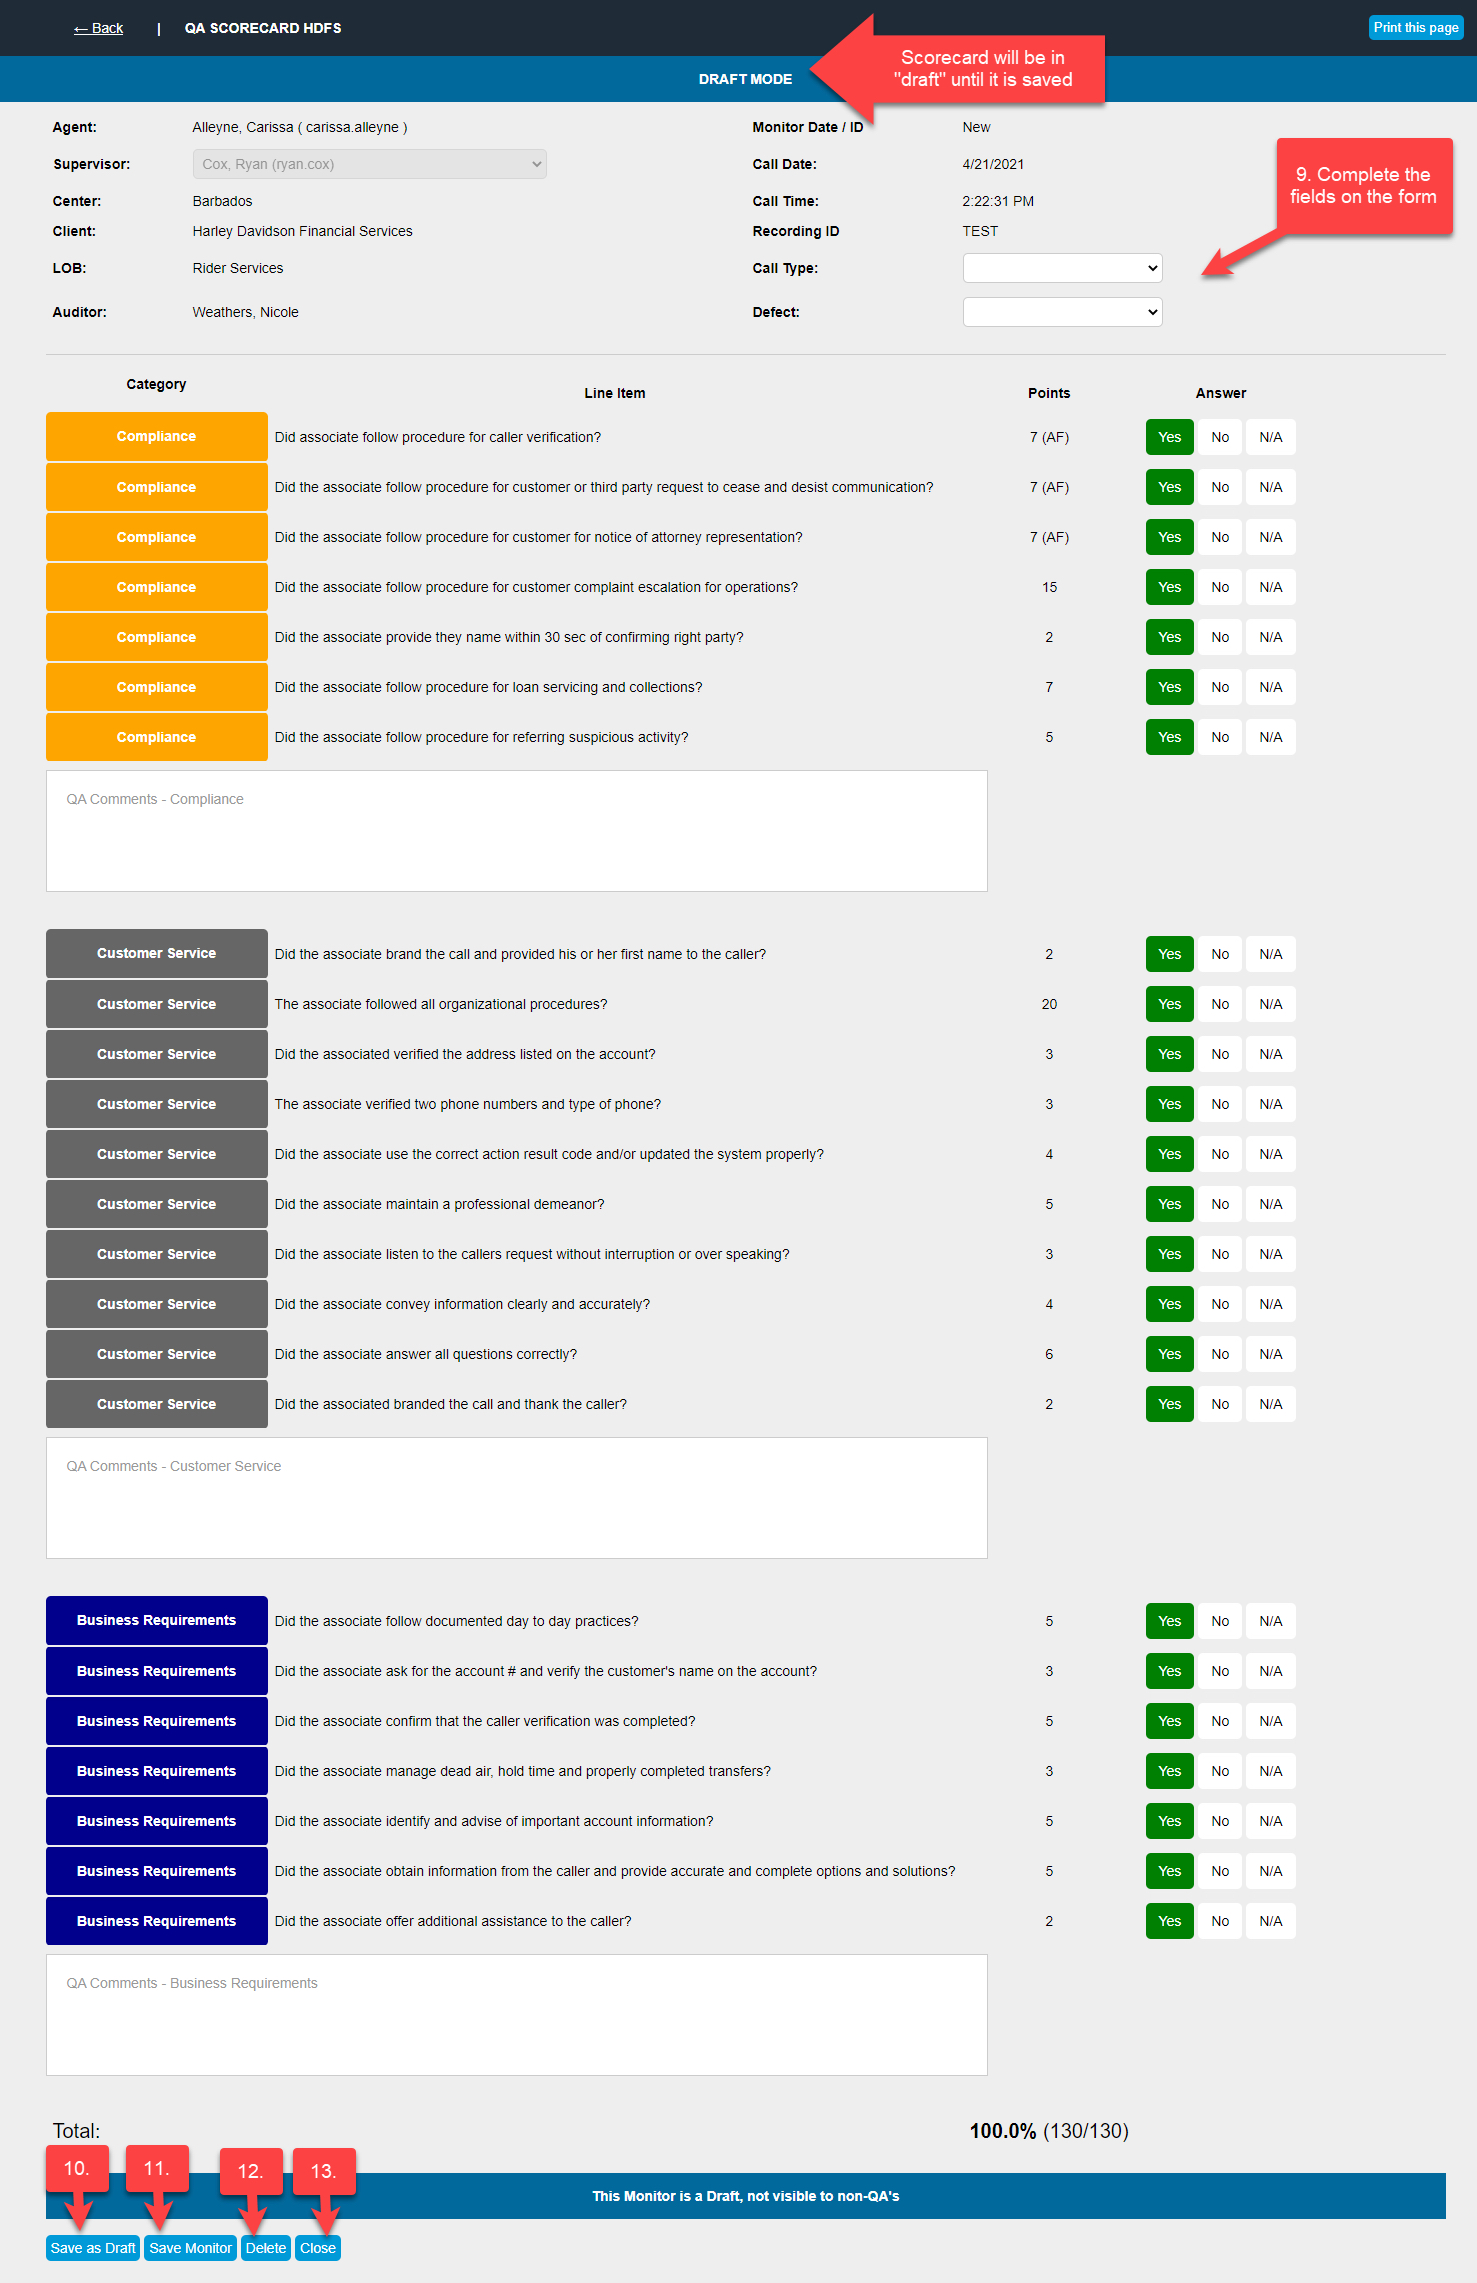 ← Back | QA SCORECARD HDFS Print this page
DRAFT MODE
Scorecard will be in
"draft" until it is saved
Agent: Alleyne, Carissa ( carissa.alleyne ) Monitor Date / ID New
Supervisor: Cox, Ryan (ryan.cox) Call Date: 4/21/2021
9. Complete the
fields on the form
Center: Barbados Call Time: 2:22:31 PM
Client: Harley Davidson Financial Services Recording ID TEST
LOB: Rider Services Call Type:
Auditor: Weathers, Nicole Defect:
Category Line Item Points Answer
Compliance Did associate follow procedure for caller verification? 7 (AF) Yes No N/A
Compliance Did the associate follow procedure for customer or third party request to cease and desist communication? 7 (AF) Yes No N/A
Compliance Did the associate follow procedure for customer for notice of attorney representation? 7 (AF) Yes No N/A
Compliance Did the associate follow procedure for customer complaint escalation for operations? 15 Yes No N/A
Compliance Did the associate provide they name within 30 sec of confirming right party? 2 Yes No N/A
Compliance Did the associate follow procedure for loan servicing and collections? 7 Yes No N/A
Compliance Did the associate follow procedure for referring suspicious activity? 5 Yes No N/A
QA Comments - Compliance
Customer Service Did the associate brand the call and provided his or her first name to the caller? 2 Yes No N/A
Customer Service The associate followed all organizational procedures? 20 Yes No N/A
Customer Service Did the associated verified the address listed on the account? 3 Yes No N/A
Customer Service The associate verified two phone numbers and type of phone? 3 Yes No N/A
Customer Service Did the associate use the correct action result code and/or updated the system properly? 4 Yes No N/A
Customer Service Did the associate maintain a professional demeanor? 5 Yes No N/A
Customer Service Did the associate listen to the callers request without interruption or over speaking? 3 Yes No N/A
Customer Service Did the associate convey information clearly and accurately? 4 Yes No N/A
Customer Service Did the associate answer all questions correctly? 6 Yes No N/A
Customer Service Did the associated branded the call and thank the caller? 2 Yes No N/A
QA Comments - Customer Service
Business Requirements Did the associate follow documented day to day practices? 5 Yes No N/A
Business Requirements Did the associate ask for the account # and verify the customer's name on the account? 3 Yes No N/A
Business Requirements Did the associate confirm that the caller verification was completed? 5 Yes No N/A
Business Requirements Did the associate manage dead air, hold time and properly completed transfers? 3 Yes No N/A
Business Requirements Did the associate identify and advise of important account information? 5 Yes No N/A
Business Requirements Did the associate obtain information from the caller and provide accurate and complete options and solutions? 5 Yes No N/A
Business Requirements Did the associate offer additional assistance to the caller? 2 Yes No N/A
QA Comments - Business Requirements
Total: 100.0% (130/130)
10. 11. 12. 13.
This Monitor is a Draft, not visible to non-QA's
Save as Draft Save Monitor Delete Close